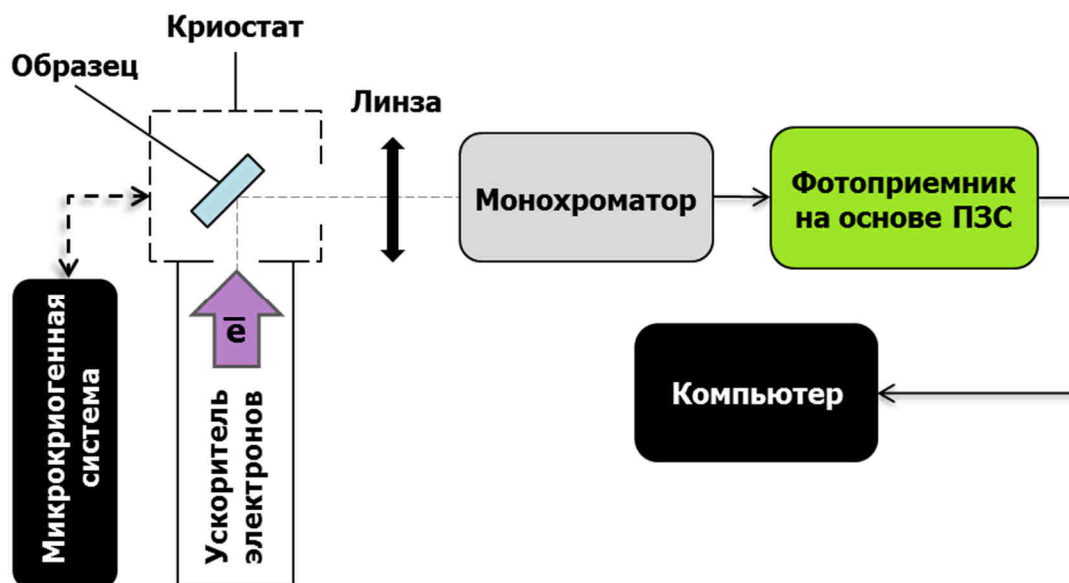 Криостат
Образец
Линза
Монохроматор
Фотоприемник
на основе ПЗС
e̅
Микрокриогенная
система
Ускоритель
электронов
Компьютер